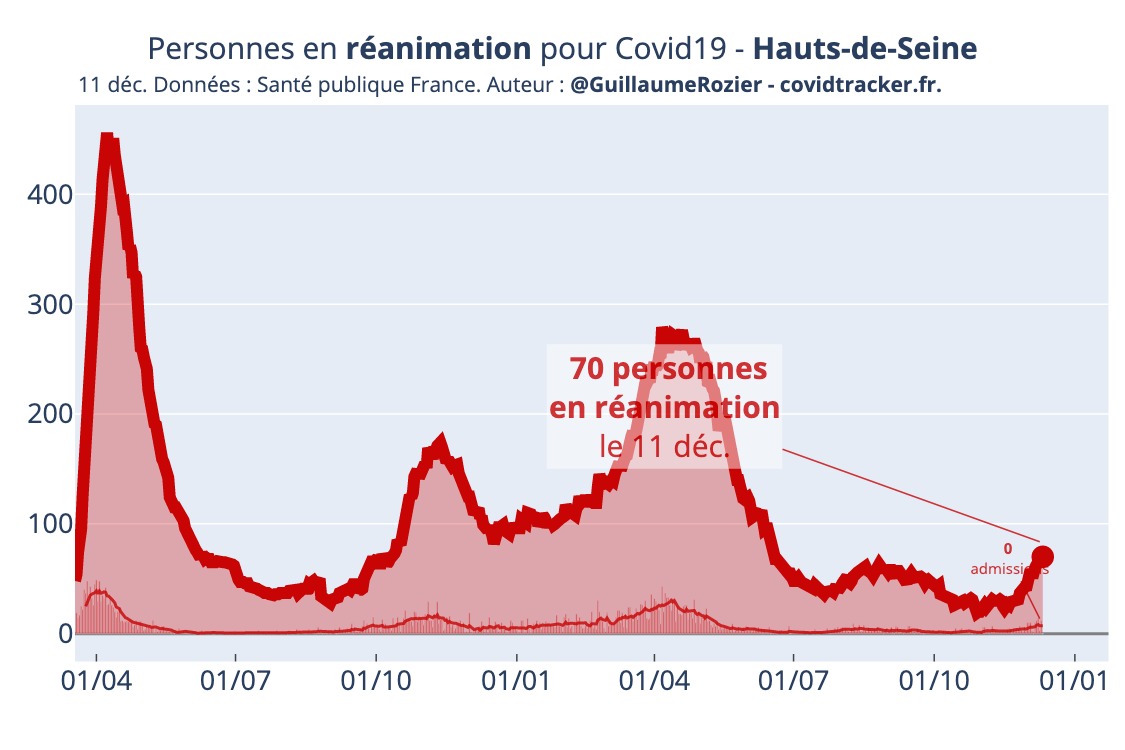 Personnes en réanimation pour Covid19 - Hauts-de-Seine
11 déc. Données : Santé publique France. Auteur : @GuillaumeRozier - covidtracker.fr.
400
300
200
100
0
70 personnes
en réanimation
le 11 déc.
0
admissions
01/04 01/07 01/10 01/01 01/04 01/07 01/10 01/01